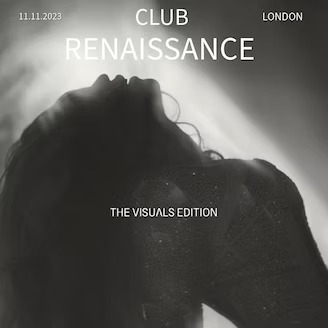 11.11.2023
CLUB
LONDON
RENAISSANCE
THE VISUALS EDITION